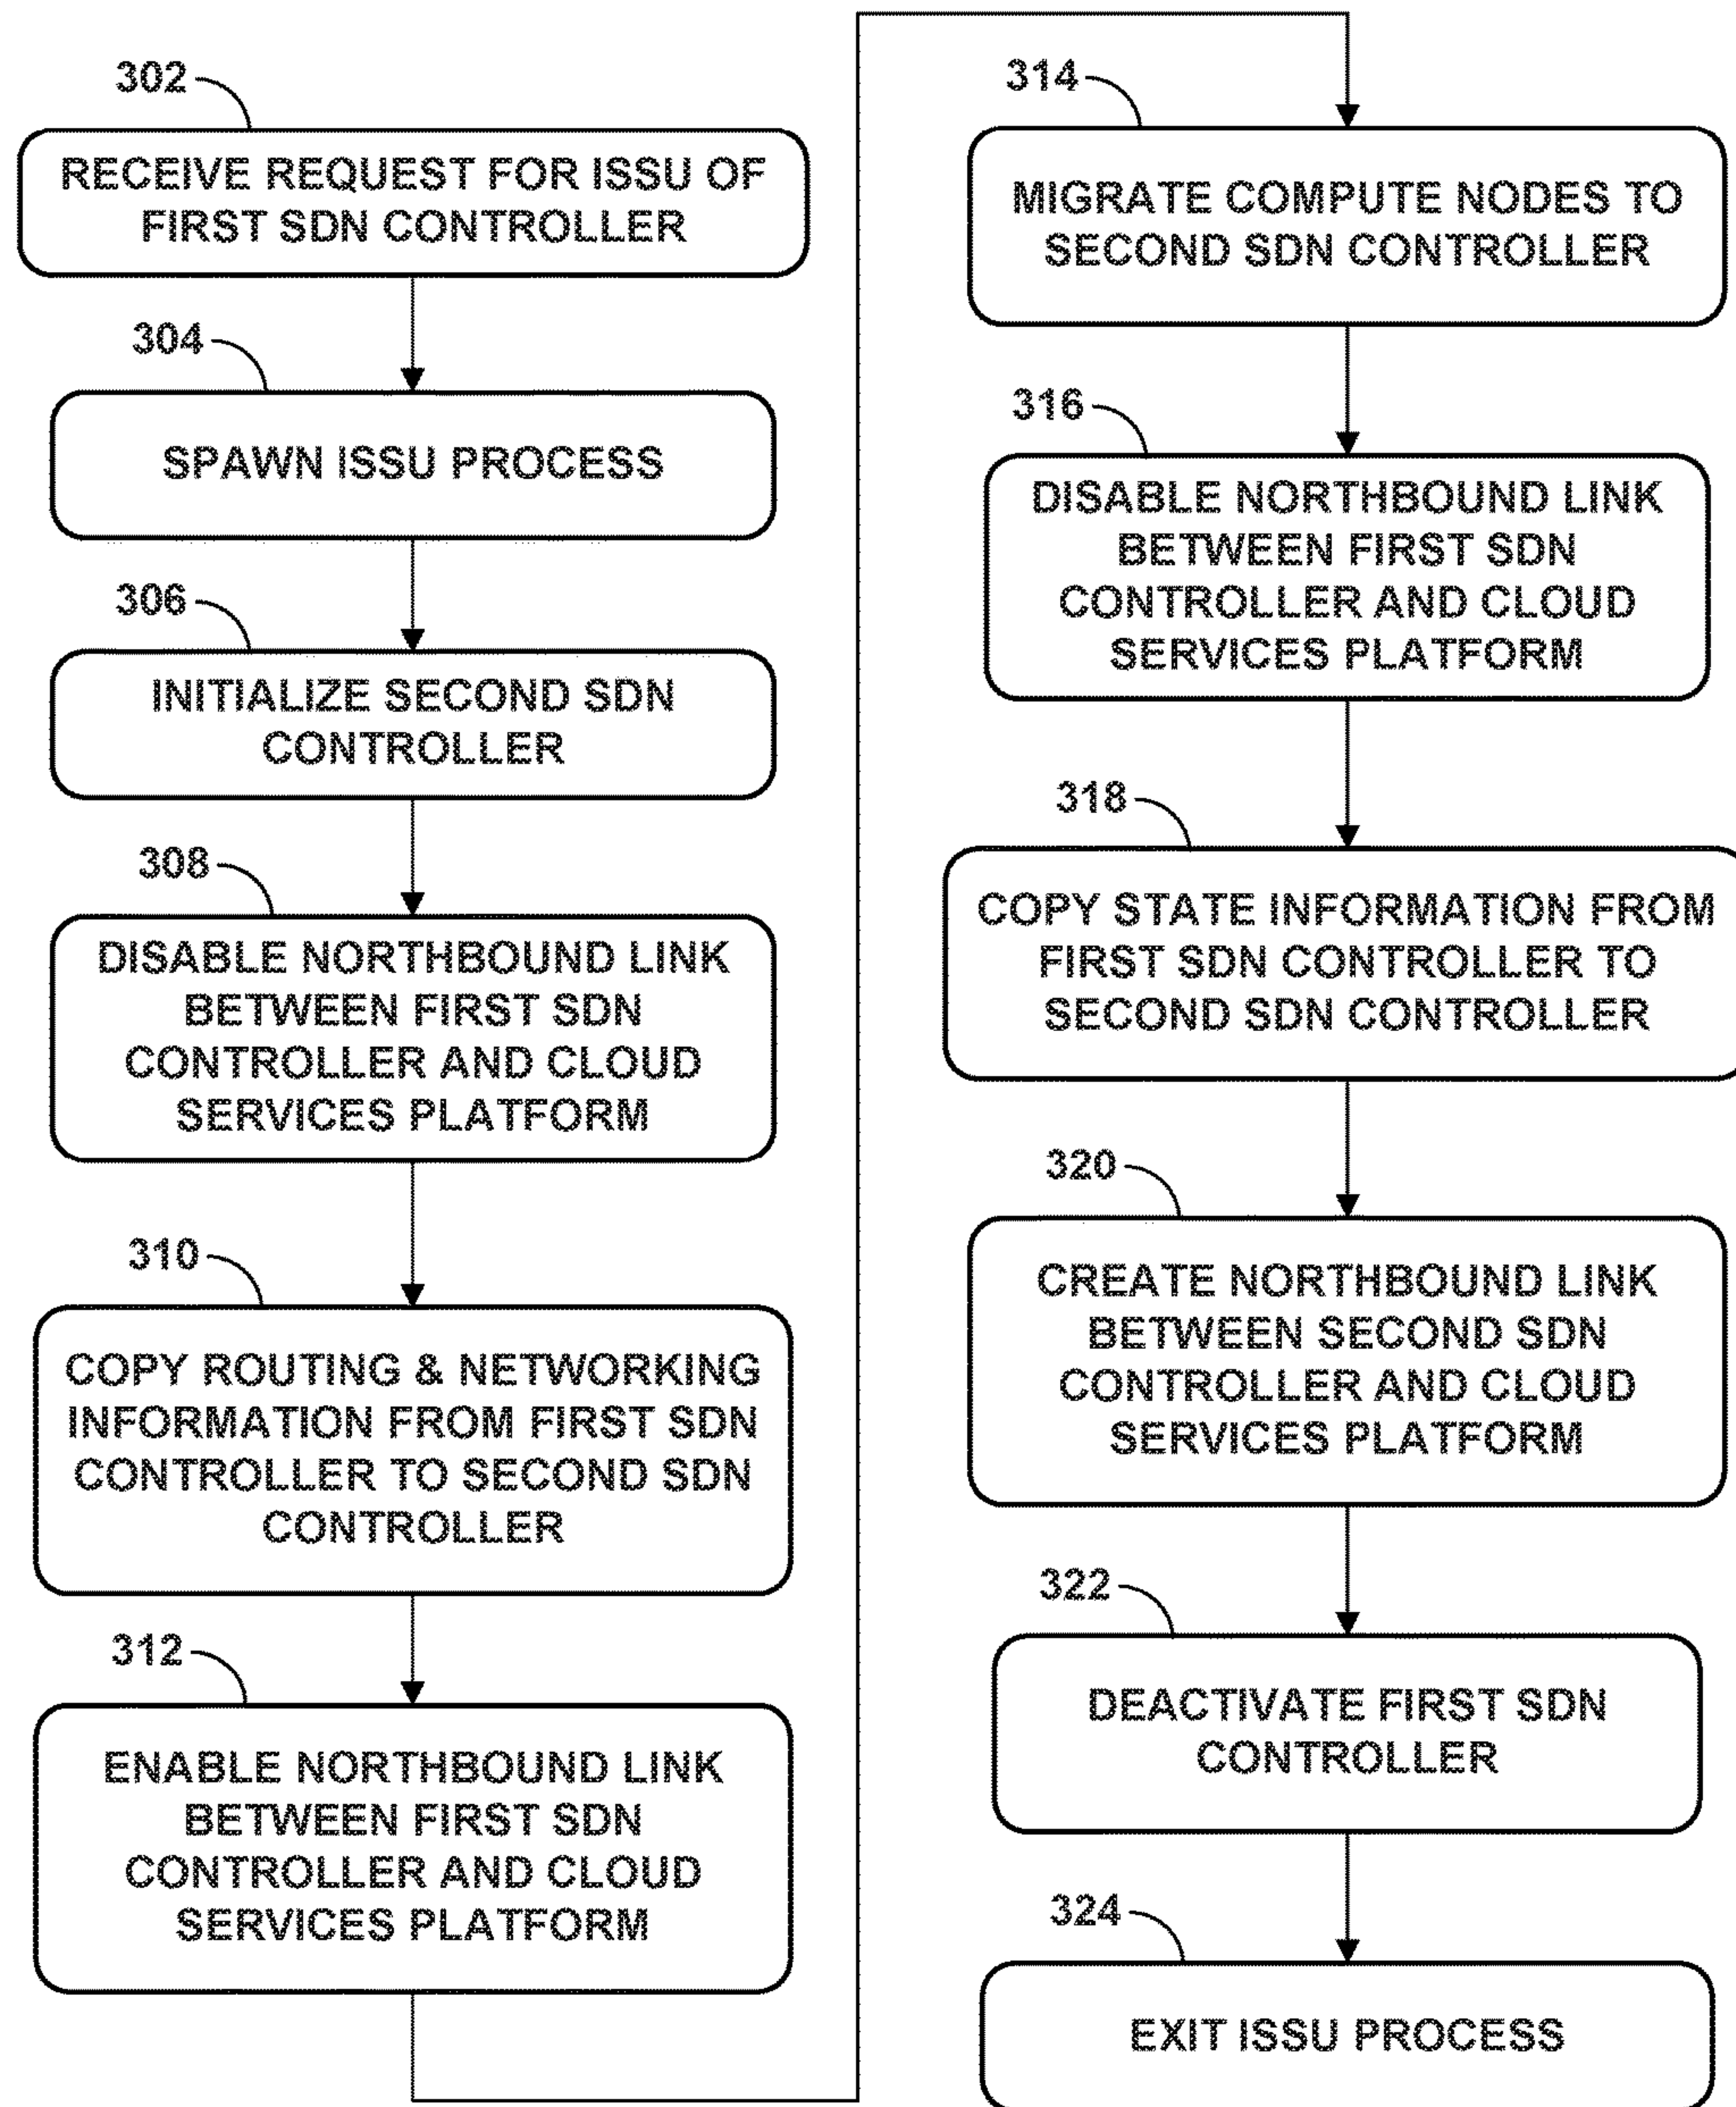 302
RECEIVE REQUEST FOR ISSU OF
FIRST SDN CONTROLLER
304
SPAWN ISSU PROCESS
306
INITIALIZE SECOND SDN
CONTROLLER
308
DISABLE NORTHBOUND LINK
BETWEEN FIRST SDN
CONTROLLER AND CLOUD
SERVICES PLATFORM
310
COPY ROUTING & NETWORKING
INFORMATION FROM FIRST SDN
CONTROLLER TO SECOND SDN
CONTROLLER
312
ENABLE NORTHBOUND LINK
BETWEEN FIRST SDN
CONTROLLER AND CLOUD
SERVICES PLATFORM
314
MIGRATE COMPUTE NODES TO
SECOND SDN CONTROLLER
316
DISABLE NORTHBOUND LINK
BETWEEN FIRST SDN
CONTROLLER AND CLOUD
SERVICES PLATFORM
318
COPY STATE INFORMATION FROM
FIRST SDN CONTROLLER TO
SECOND SDN CONTROLLER
320
CREATE NORTHBOUND LINK
BETWEEN SECOND SDN
CONTROLLER AND CLOUD
SERVICES PLATFORM
322
DEACTIVATE FIRST SDN
CONTROLLER
324
EXIT ISSU PROCESS